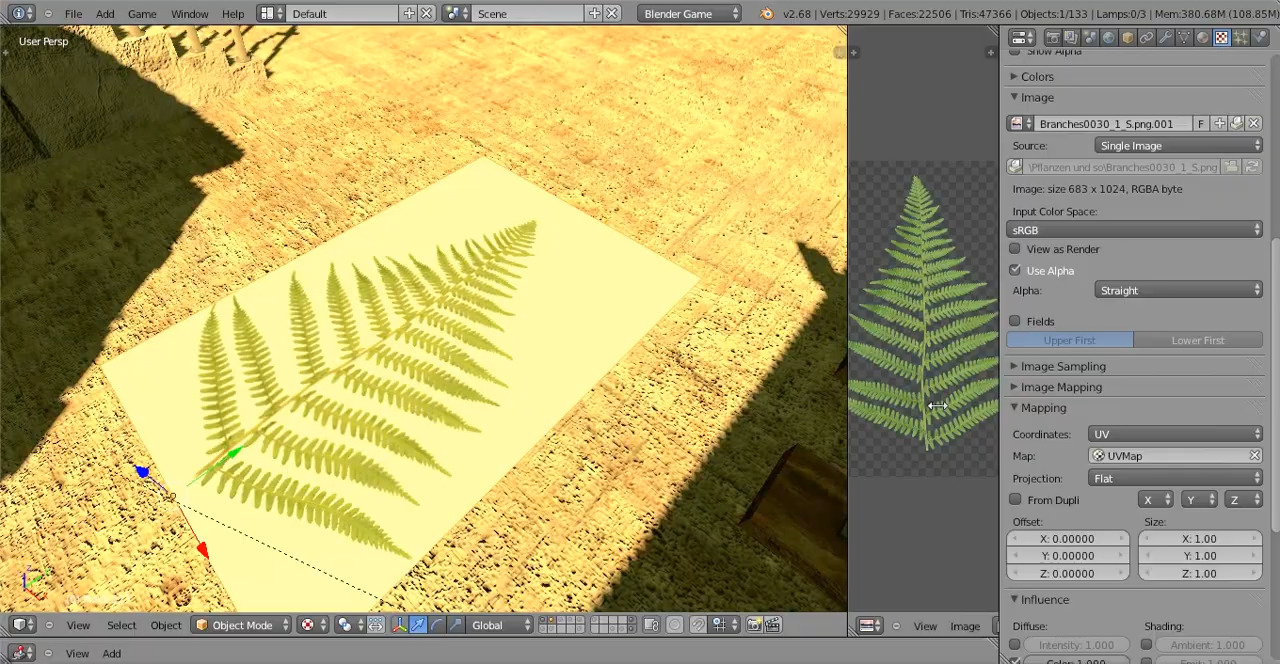 File Add Game Window Help Default Scene Blender Game v2.68 | Verts:29929 | Faces:22506 | Tris:47366 | Objects:1/133 | Lamps:0/3 | Mem:380.68M (108.85M)
User Persp
Show Alpha
Colors
Image
Branches0030_1_S.png.001 F
Source: Single Image
\Pflanzen und so\Branches0030_1_S.png
Image: size 683 x 1024, RGBA byte
Input Color Space:
sRGB
View as Render
Use Alpha
Alpha: Straight
Fields
Upper First Lower First
Image Sampling
Image Mapping
Mapping
Coordinates: UV
Map: UVMap
Projection: Flat
From Dupli X Y Z
Offset: Size:
X: 0.00000 X: 1.00
Y: 0.00000 Y: 1.00
Z: 0.00000 Z: 1.00
Influence
Diffuse: Shading:
Intensity: 1.000 Ambient: 1.000
Color: 1.000
View Select Object Object Mode Global View Image
View Add